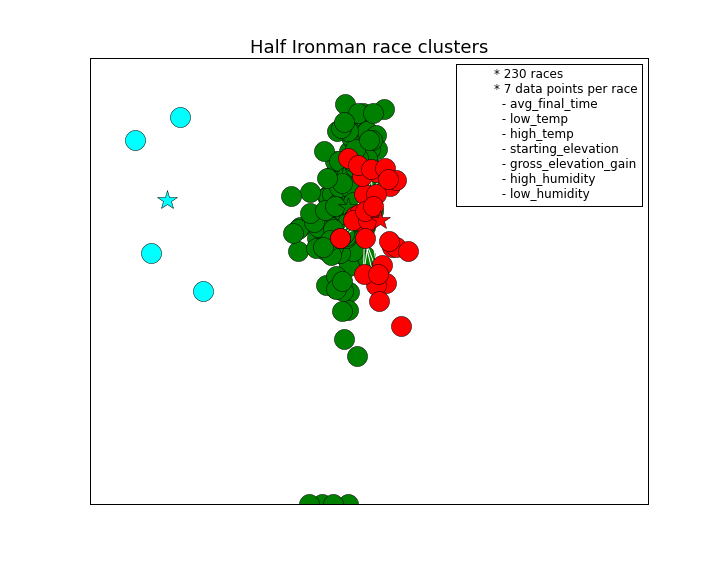 Half Ironman race clusters
* 230 races
* 7 data points per race
- avg_final_time
- low_temp
- high_temp
- starting_elevation
- gross_elevation_gain
- high_humidity
- low_humidity